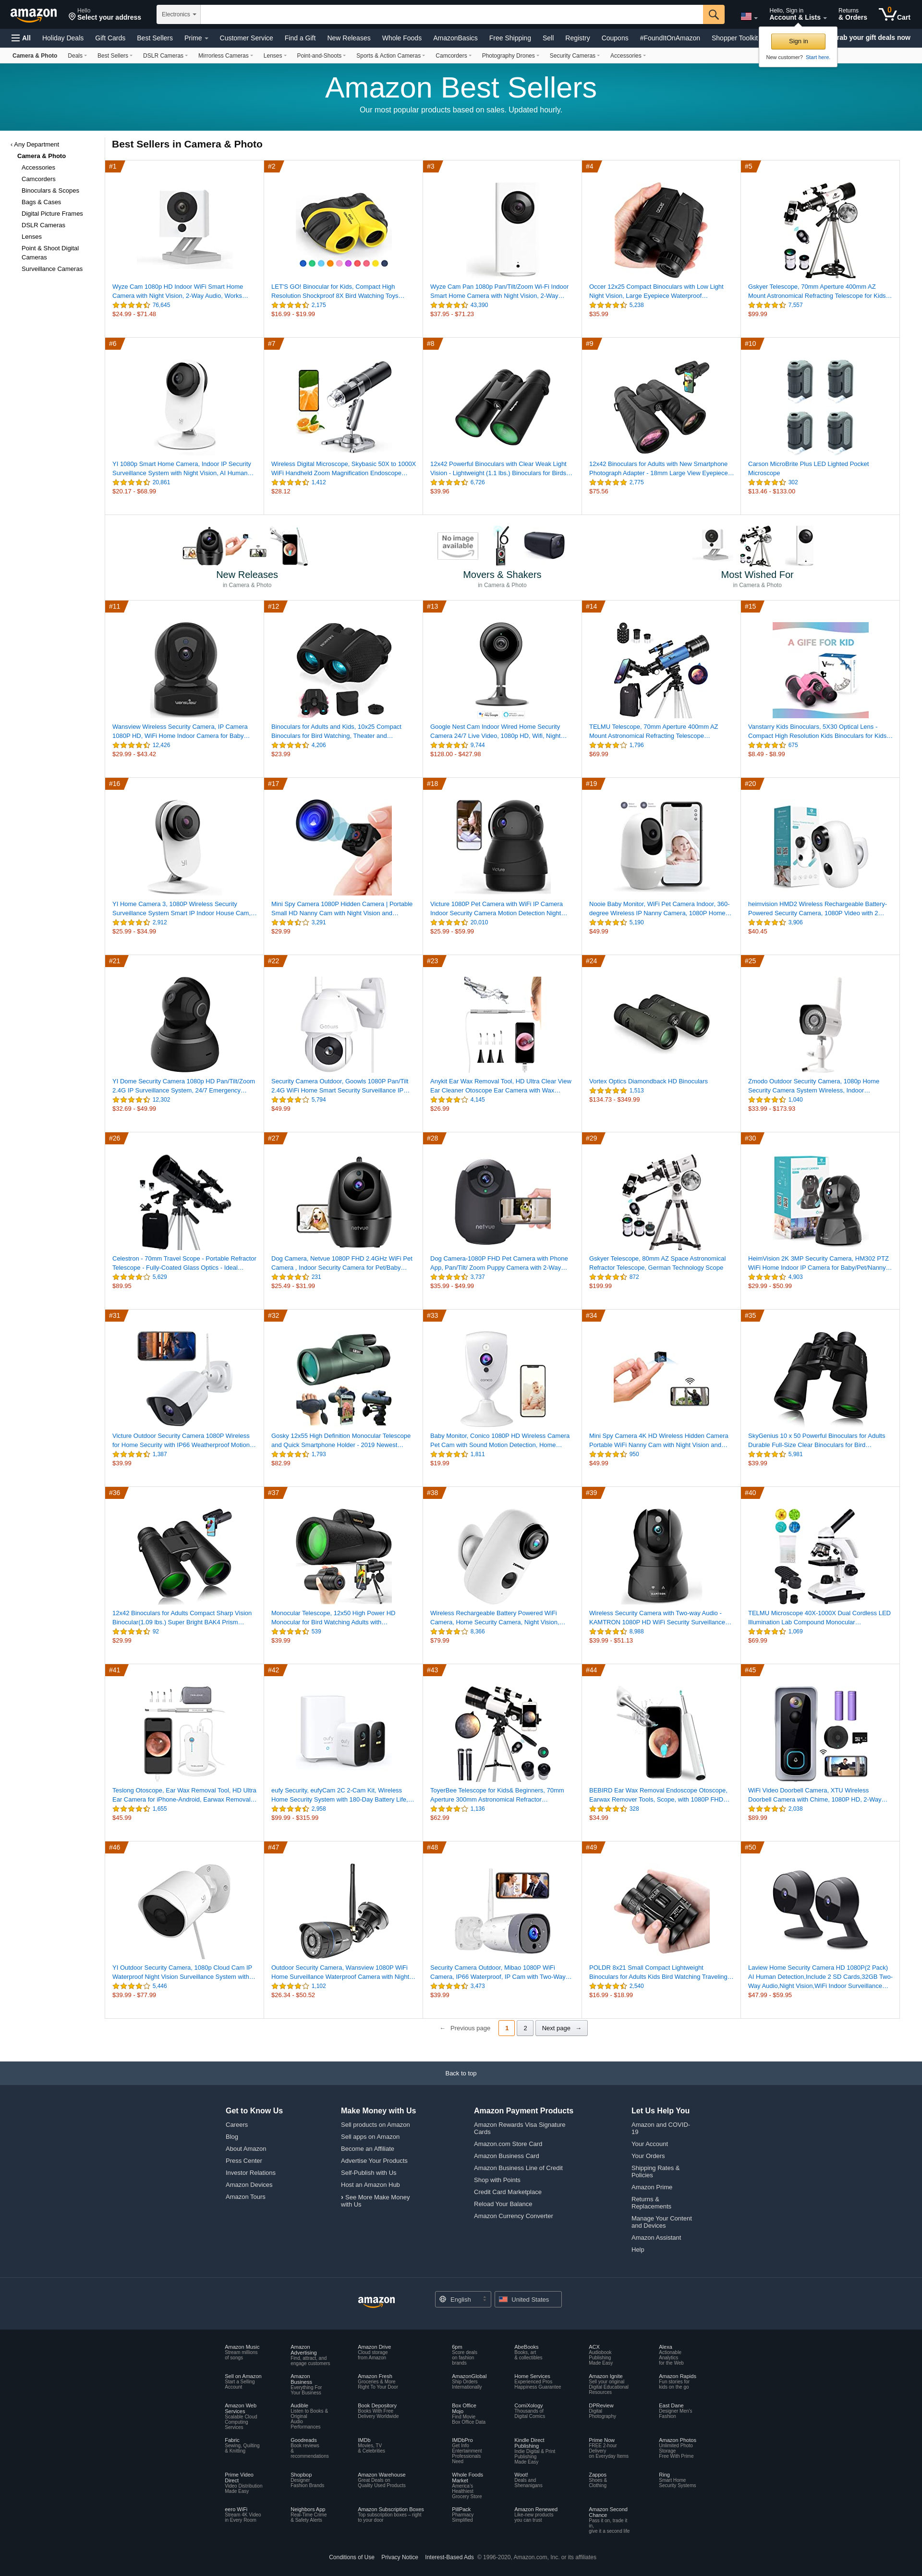 amazon
Hello
Select your address
Electronics
Hello, Sign in
Account & Lists
Returns
& Orders
0
Cart
All
Holiday Deals
Gift Cards
Best Sellers
Prime
Customer Service
Find a Gift
New Releases
Whole Foods
AmazonBasics
Free Shipping
Sell
Registry
Coupons
#FoundItOnAmazon
Shopper Toolkit
rab your gift deals now
Sign in
New customer? Start here.
Camera & Photo
Deals
Best Sellers
DSLR Cameras
Mirrorless Cameras
Lenses
Point-and-Shoots
Sports & Action Cameras
Camcorders
Photography Drones
Security Cameras
Accessories
Amazon Best Sellers
Our most popular products based on sales. Updated hourly.
‹ Any Department
Camera & Photo
Accessories
Camcorders
Binoculars & Scopes
Bags & Cases
Digital Picture Frames
DSLR Cameras
Lenses
Point & Shoot Digital
Cameras
Surveillance Cameras
Best Sellers in Camera & Photo
#1
Wyze Cam 1080p HD Indoor WiFi Smart Home
Camera with Night Vision, 2-Way Audio, Works…
76,645
$24.99 - $71.48
#2
LET'S GO! Binocular for Kids, Compact High
Resolution Shockproof 8X Bird Watching Toys…
2,175
$16.99 - $19.99
#3
Wyze Cam Pan 1080p Pan/Tilt/Zoom Wi-Fi Indoor
Smart Home Camera with Night Vision, 2-Way…
43,390
$37.95 - $71.23
#4
Occer 12x25 Compact Binoculars with Low Light
Night Vision, Large Eyepiece Waterproof…
5,238
$35.99
#5
Gskyer Telescope, 70mm Aperture 400mm AZ
Mount Astronomical Refracting Telescope for Kids…
7,557
$99.99
#6
YI 1080p Smart Home Camera, Indoor IP Security
Surveillance System with Night Vision, AI Human…
20,861
$20.17 - $68.99
#7
Wireless Digital Microscope, Skybasic 50X to 1000X
WiFi Handheld Zoom Magnification Endoscope…
1,412
$28.12
#8
12x42 Powerful Binoculars with Clear Weak Light
Vision - Lightweight (1.1 lbs.) Binoculars for Birds…
6,726
$39.96
#9
12x42 Binoculars for Adults with New Smartphone
Photograph Adapter - 18mm Large View Eyepiece…
2,775
$75.56
#10
Carson MicroBrite Plus LED Lighted Pocket
Microscope
302
$13.46 - $133.00
New Releases
in Camera & Photo
No image
available
Movers & Shakers
in Camera & Photo
Most Wished For
in Camera & Photo
#11
Wansview Wireless Security Camera, IP Camera
1080P HD, WiFi Home Indoor Camera for Baby…
12,426
$29.99 - $43.42
#12
Binoculars for Adults and Kids, 10x25 Compact
Binoculars for Bird Watching, Theater and…
4,206
$23.99
#13
Google Nest Cam Indoor Wired Home Security
Camera 24/7 Live Video, 1080p HD, Wifi, Night…
9,744
$128.00 - $427.98
#14
TELMU Telescope, 70mm Aperture 400mm AZ
Mount Astronomical Refracting Telescope…
1,796
$69.99
#15
A GIFE FOR KID
Vanstarry Kids Binoculars, 5X30 Optical Lens -
Compact High Resolution Kids Binoculars for Kids…
675
$8.49 - $8.99
#16
YI Home Camera 3, 1080P Wireless Security
Surveillance System Smart IP Indoor House Cam,…
2,912
$25.99 - $34.99
#17
Mini Spy Camera 1080P Hidden Camera | Portable
Small HD Nanny Cam with Night Vision and…
3,291
$29.99
#18
Victure 1080P Pet Camera with WiFi IP Camera
Indoor Security Camera Motion Detection Night…
20,010
$25.99 - $59.99
#19
Nooie Baby Monitor, WiFi Pet Camera Indoor, 360-
degree Wireless IP Nanny Camera, 1080P Home…
5,190
$49.99
#20
heimvision HMD2 Wireless Rechargeable Battery-
Powered Security Camera, 1080P Video with 2…
3,906
$40.45
#21
YI Dome Security Camera 1080p HD Pan/Tilt/Zoom
2.4G IP Surveillance System, 24/7 Emergency…
12,302
$32.69 - $49.99
#22
Security Camera Outdoor, Goowls 1080P Pan/Tilt
2.4G WiFi Home Smart Security Surveillance IP…
5,794
$49.99
#23
Anykit Ear Wax Removal Tool, HD Ultra Clear View
Ear Cleaner Otoscope Ear Camera with Wax…
4,145
$26.99
#24
Vortex Optics Diamondback HD Binoculars
1,513
$134.73 - $349.99
#25
Zmodo Outdoor Security Camera, 1080p Home
Security Camera System Wireless, Indoor…
1,040
$33.99 - $173.93
#26
Celestron - 70mm Travel Scope - Portable Refractor
Telescope - Fully-Coated Glass Optics - Ideal…
5,629
$89.95
#27
Dog Camera, Netvue 1080P FHD 2.4GHz WiFi Pet
Camera , Indoor Security Camera for Pet/Baby…
231
$25.49 - $31.99
#28
Dog Camera-1080P FHD Pet Camera with Phone
App, Pan/Tilt/ Zoom Puppy Camera with 2-Way…
3,737
$35.99 - $49.99
#29
Gskyer Telescope, 80mm AZ Space Astronomical
Refractor Telescope, German Technology Scope
872
$199.99
#30
HeimVision 2K 3MP Security Camera, HM302 PTZ
WiFi Home Indoor IP Camera for Baby/Pet/Nanny…
4,903
$29.99 - $50.99
#31
Victure Outdoor Security Camera 1080P Wireless
for Home Security with IP66 Weatherproof Motion…
1,387
$39.99
#32
Gosky 12x55 High Definition Monocular Telescope
and Quick Smartphone Holder - 2019 Newest…
1,793
$82.99
#33
Baby Monitor, Conico 1080P HD Wireless Camera
Pet Cam with Sound Motion Detection, Home…
1,811
$19.99
#34
Mini Spy Camera 4K HD Wireless Hidden Camera
Portable WiFi Nanny Cam with Night Vision and…
950
$49.99
#35
SkyGenius 10 x 50 Powerful Binoculars for Adults
Durable Full-Size Clear Binoculars for Bird…
5,981
$39.99
#36
12x42 Binoculars for Adults Compact Sharp Vision
Binocular(1.09 lbs.) Super Bright BAK4 Prism…
92
$29.99
#37
Monocular Telescope, 12x50 High Power HD
Monocular for Bird Watching Adults with…
539
$39.99
#38
Wireless Rechargeable Battery Powered WiFi
Camera, Home Security Camera, Night Vision,…
8,366
$79.99
#39
Wireless Security Camera with Two-way Audio -
KAMTRON 1080P HD WiFi Security Surveillance…
8,988
$39.99 - $51.13
#40
TELMU Microscope 40X-1000X Dual Cordless LED
Illumination Lab Compound Monocular…
1,069
$69.99
#41
Teslong Otoscope, Ear Wax Removal Tool, HD Ultra
Ear Camera for iPhone-Android, Earwax Removal…
1,655
$45.99
#42
eufy Security, eufyCam 2C 2-Cam Kit, Wireless
Home Security System with 180-Day Battery Life,…
2,958
$99.99 - $315.99
#43
ToyerBee Telescope for Kids& Beginners, 70mm
Aperture 300mm Astronomical Refractor…
1,136
$62.99
#44
BEBIRD Ear Wax Removal Endoscope Otoscope,
Earwax Remover Tools, Scope, with 1080P FHD…
328
$34.99
#45
WiFi Video Doorbell Camera, XTU Wireless
Doorbell Camera with Chime, 1080P HD, 2-Way…
2,038
$89.99
#46
YI Outdoor Security Camera, 1080p Cloud Cam IP
Waterproof Night Vision Surveillance System with…
5,446
$39.99 - $77.99
#47
Outdoor Security Camera, Wansview 1080P WiFi
Home Surveillance Waterproof Camera with Night…
1,102
$26.34 - $50.52
#48
Security Camera Outdoor, Mibao 1080P WiFi
Camera, IP66 Waterproof, IP Cam with Two-Way…
3,473
$39.99
#49
POLDR 8x21 Small Compact Lightweight
Binoculars for Adults Kids Bird Watching Traveling…
2,540
$16.99 - $18.99
#50
Laview Home Security Camera HD 1080P(2 Pack)
AI Human Detection,Include 2 SD Cards,32GB Two-
Way Audio,Night Vision,WiFi Indoor Surveillance…
$47.99 - $59.95
← Previous page
1
2
Next page →
Back to top
Get to Know Us
Careers
Blog
About Amazon
Press Center
Investor Relations
Amazon Devices
Amazon Tours
Make Money with Us
Sell products on Amazon
Sell apps on Amazon
Become an Affiliate
Advertise Your Products
Self-Publish with Us
Host an Amazon Hub
› See More Make Money
with Us
Amazon Payment Products
Amazon Rewards Visa Signature
Cards
Amazon.com Store Card
Amazon Business Card
Amazon Business Line of Credit
Shop with Points
Credit Card Marketplace
Reload Your Balance
Amazon Currency Converter
Let Us Help You
Amazon and COVID-
19
Your Account
Your Orders
Shipping Rates &
Policies
Amazon Prime
Returns &
Replacements
Manage Your Content
and Devices
Amazon Assistant
Help
amazon
English
United States
Amazon Music
Stream millions
of songs
Amazon
Advertising
Find, attract, and
engage customers
Amazon Drive
Cloud storage
from Amazon
6pm
Score deals
on fashion
brands
AbeBooks
Books, art
& collectibles
ACX
Audiobook
Publishing
Made Easy
Alexa
Actionable
Analytics
for the Web
Sell on Amazon
Start a Selling
Account
Amazon
Business
Everything For
Your Business
Amazon Fresh
Groceries & More
Right To Your Door
AmazonGlobal
Ship Orders
Internationally
Home Services
Experienced Pros
Happiness Guarantee
Amazon Ignite
Sell your original
Digital Educational
Resources
Amazon Rapids
Fun stories for
kids on the go
Amazon Web
Services
Scalable Cloud
Computing
Services
Audible
Listen to Books &
Original
Audio
Performances
Book Depository
Books With Free
Delivery Worldwide
Box Office
Mojo
Find Movie
Box Office Data
ComiXology
Thousands of
Digital Comics
DPReview
Digital
Photography
East Dane
Designer Men's
Fashion
Fabric
Sewing, Quilting
& Knitting
Goodreads
Book reviews
&
recommendations
IMDb
Movies, TV
& Celebrities
IMDbPro
Get Info
Entertainment
Professionals
Need
Kindle Direct
Publishing
Indie Digital & Print
Publishing
Made Easy
Prime Now
FREE 2-hour
Delivery
on Everyday Items
Amazon Photos
Unlimited Photo
Storage
Free With Prime
Prime Video
Direct
Video Distribution
Made Easy
Shopbop
Designer
Fashion Brands
Amazon Warehouse
Great Deals on
Quality Used Products
Whole Foods
Market
America's
Healthiest
Grocery Store
Woot!
Deals and
Shenanigans
Zappos
Shoes &
Clothing
Ring
Smart Home
Security Systems
eero WiFi
Stream 4K Video
in Every Room
Neighbors App
Real-Time Crime
& Safety Alerts
Amazon Subscription Boxes
Top subscription boxes – right
to your door
PillPack
Pharmacy
Simplified
Amazon Renewed
Like-new products
you can trust
Amazon Second
Chance
Pass it on, trade it
in,
give it a second life
Conditions of Use
Privacy Notice
Interest-Based Ads
© 1996-2020, Amazon.com, Inc. or its affiliates